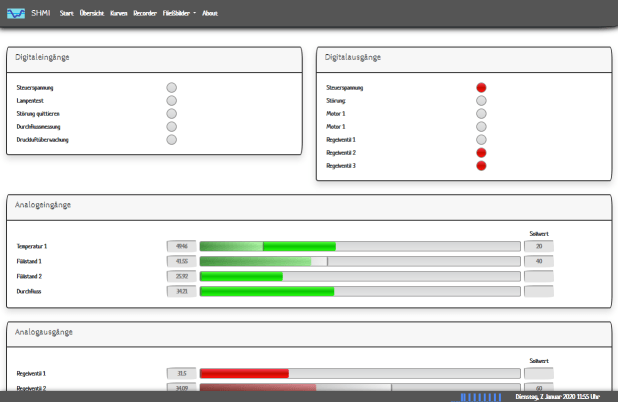 SHMI Start Übersicht Kurven Recorder Fließbilder About
Digitaleingänge
Steuerspannung
Lampentest
Störung quittieren
Durchflussmessung
Druckluftüberwachung
Digitalausgänge
Steuerspannung
Störung
Motor 1
Motor 1
Regelventil 1
Regelventil 2
Regelventil 3
Analogeingänge
Sollwert
Temperatur 1 49.46 20
Füllstand 1 41.55 40
Füllstand 2 25.92
Durchfluss 34.21
Analogausgänge
Sollwert
Regelventil 1 31.5
Regelventil 2 34.09 60
Dienstag, 7. Januar 2020 11:55 Uhr